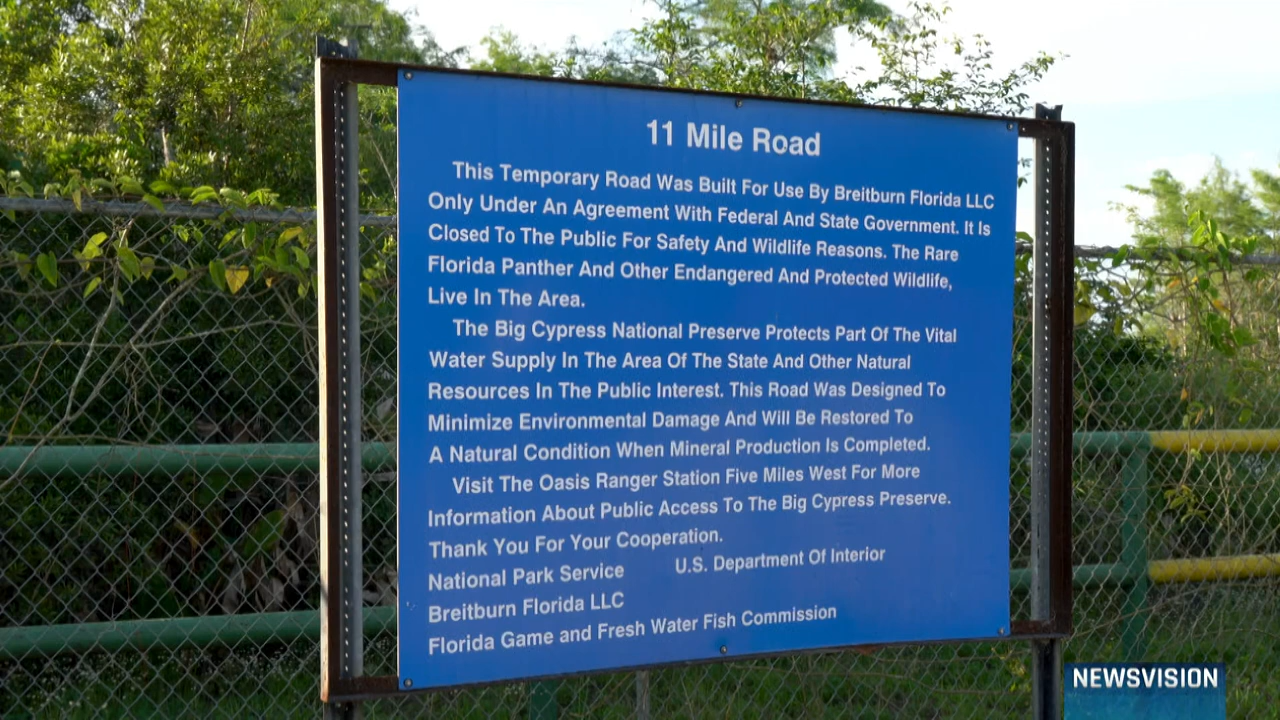 11 Mile Road
This Temporary Road Was Built For Use By Breitburn Florida LLC
Only Under An Agreement With Federal And State Government. It Is
Closed To The Public For Safety And Wildlife Reasons. The Rare
Florida Panther And Other Endangered And Protected Wildlife,
Live In The Area.
The Big Cypress National Preserve Protects Part Of The Vital
Water Supply In The Area Of The State And Other Natural
Resources In The Public Interest. This Road Was Designed To
Minimize Environmental Damage And Will Be Restored To
A Natural Condition When Mineral Production Is Completed.
Visit The Oasis Ranger Station Five Miles West For More
Information About Public Access To The Big Cypress Preserve.
Thank You For Your Cooperation.
National Park Service U.S. Department Of Interior
Breitburn Florida LLC
Florida Game and Fresh Water Fish Commission
NEWSVISION